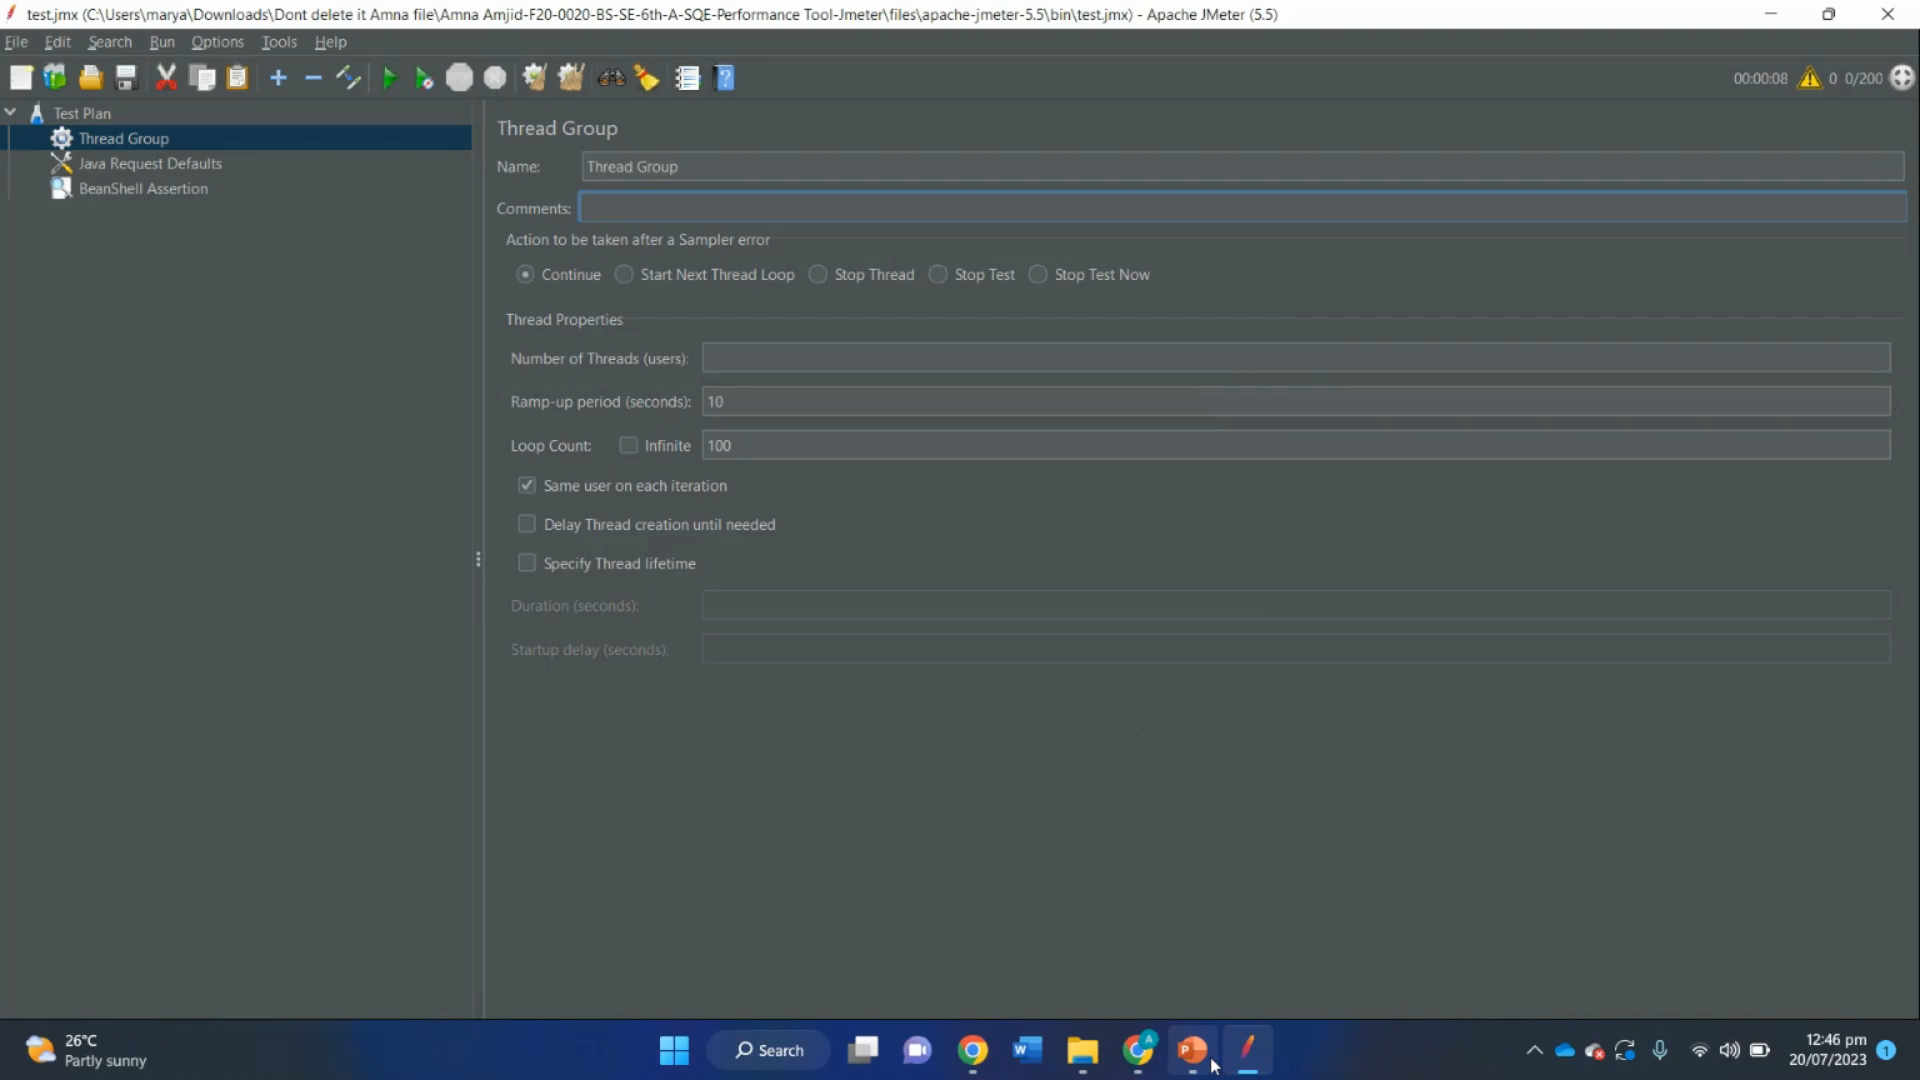 test.jmx (C:\Users\marya\Downloads\Dont delete it Amna file\Amna Amjid-F20-0020-BS-SE-6th-A-SQE-Performance Tool-Jmeter\files\apache-jmeter-5.5\bin\test.jmx) - Apache JMeter (5.5)
File Edit Search Run Options Tools Help
00:00:08 0 0/200
Test Plan
Thread Group
Java Request Defaults
BeanShell Assertion
Thread Group
Name: Thread Group
Comments:
Action to be taken after a Sampler error
Continue Start Next Thread Loop Stop Thread Stop Test Stop Test Now
Thread Properties
Number of Threads (users):
Ramp-up period (seconds): 10
Loop Count: Infinite 100
Same user on each iteration
Delay Thread creation until needed
Specify Thread lifetime
Duration (seconds):
Startup delay (seconds):
26°C
Partly sunny
Search
12:46 pm
20/07/2023
1